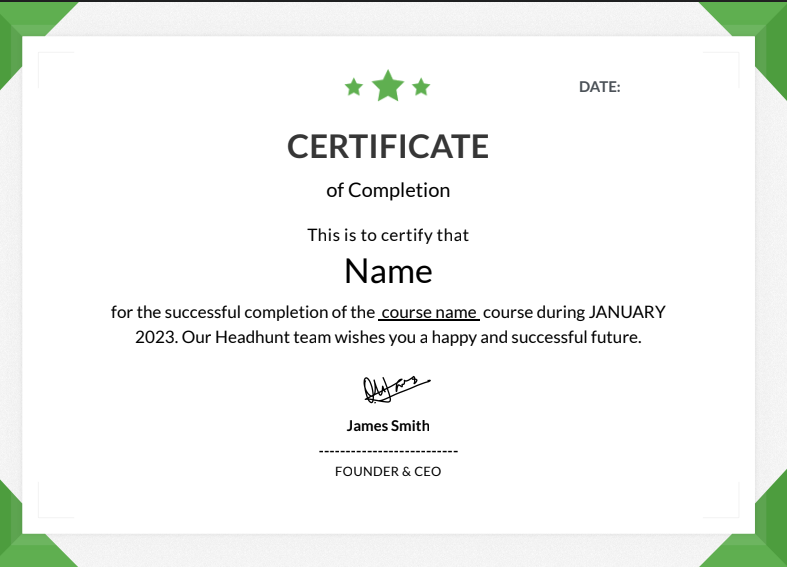 DATE:
CERTIFICATE
of Completion
This is to certify that
Name
for the successful completion of the course name course during JANUARY
2023. Our Headhunt team wishes you a happy and successful future.
James Smith
--------------------------
FOUNDER & CEO